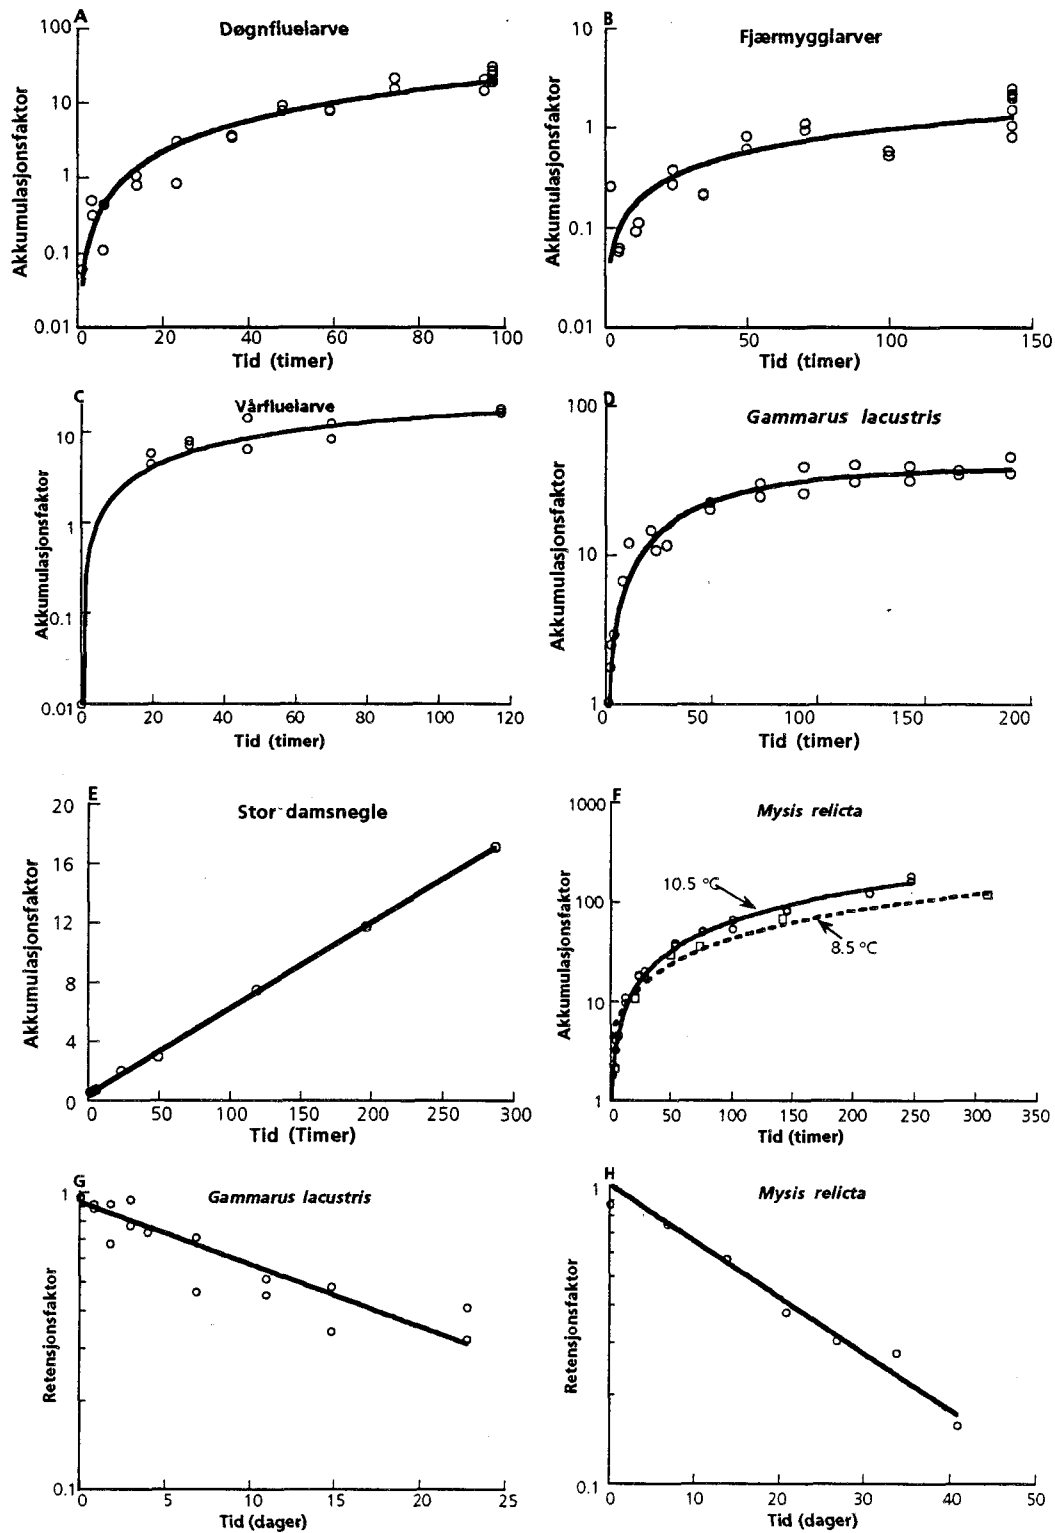 A
Døgnfluelarve
Akkumulasjonsfaktor
100
10
1
0.1
0.01
0 20 40 60 80 100
Tid (timer)
B
Fjærmygglarver
Akkumulasjonsfaktor
10
1
0.1
0.01
0 50 100 150
Tid (timer)
C
Vårfluelarve
Akkumulasjonsfaktor
10
1
0.1
0.01
0 20 40 60 80 100 120
Tid (timer)
D
Gammarus lacustris
Akkumulasjonsfaktor
100
10
1
0 50 100 150 200
Tid (timer)
E
Stor damsnegle
Akkumulasjonsfaktor
20
16
12
8
4
0
0 50 100 150 200 250 300
Tid (Timer)
F
Mysis relicta
Akkumulasjonsfaktor
1000
100
10
1
10.5 °C
8.5 °C
0 50 100 150 200 250 300 350
Tid (timer)
G
Gammarus lacustris
Retensjonsfaktor
1
0.1
0 5 10 15 20 25
Tid (dager)
H
Mysis relicta
Retensjonsfaktor
1
0.1
0 10 20 30 40 50
Tid (dager)